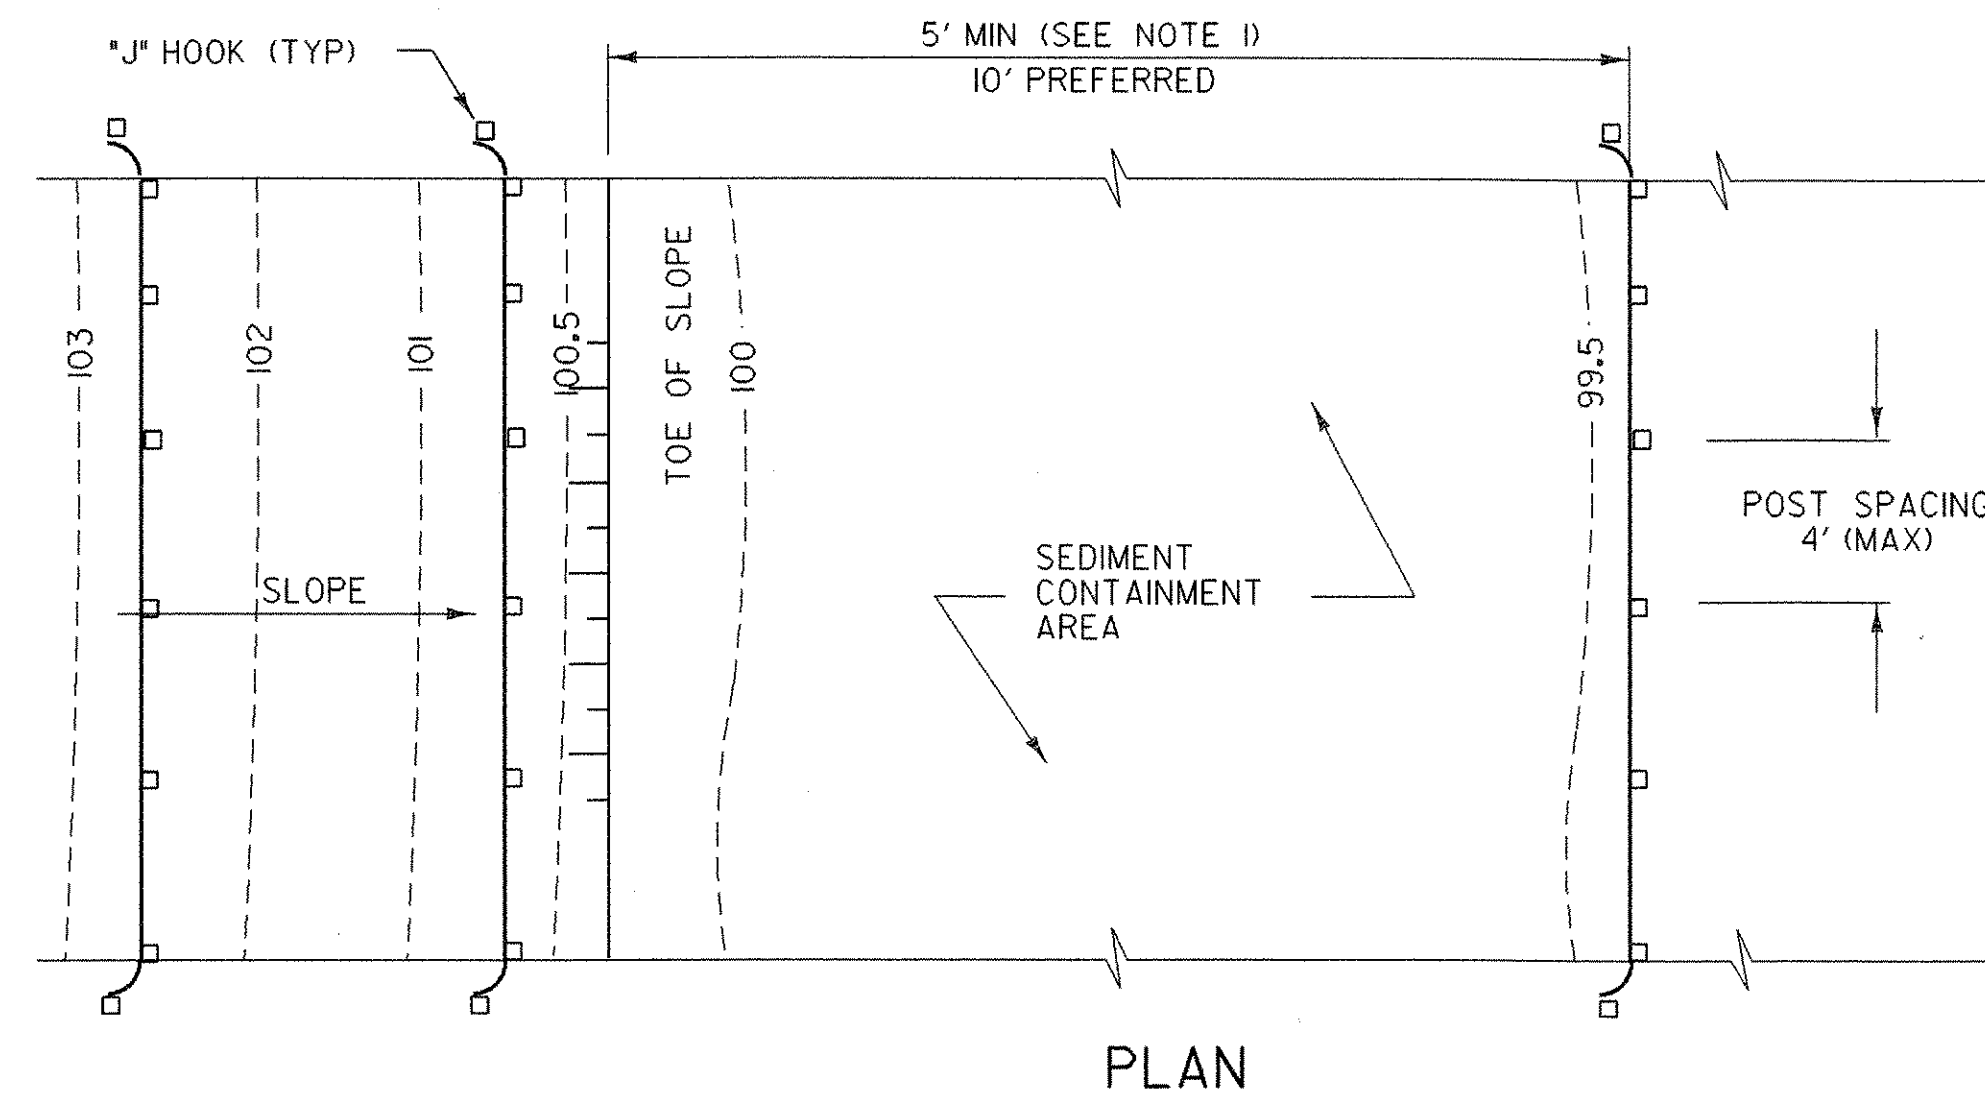 "J" HOOK (TYP)
5' MIN (SEE NOTE 1)
10' PREFERRED
103
102
101
100.5
TOE OF SLOPE
100
99.5
SLOPE
SEDIMENT
CONTAINMENT
AREA
POST SPACING
4' (MAX)
PLAN